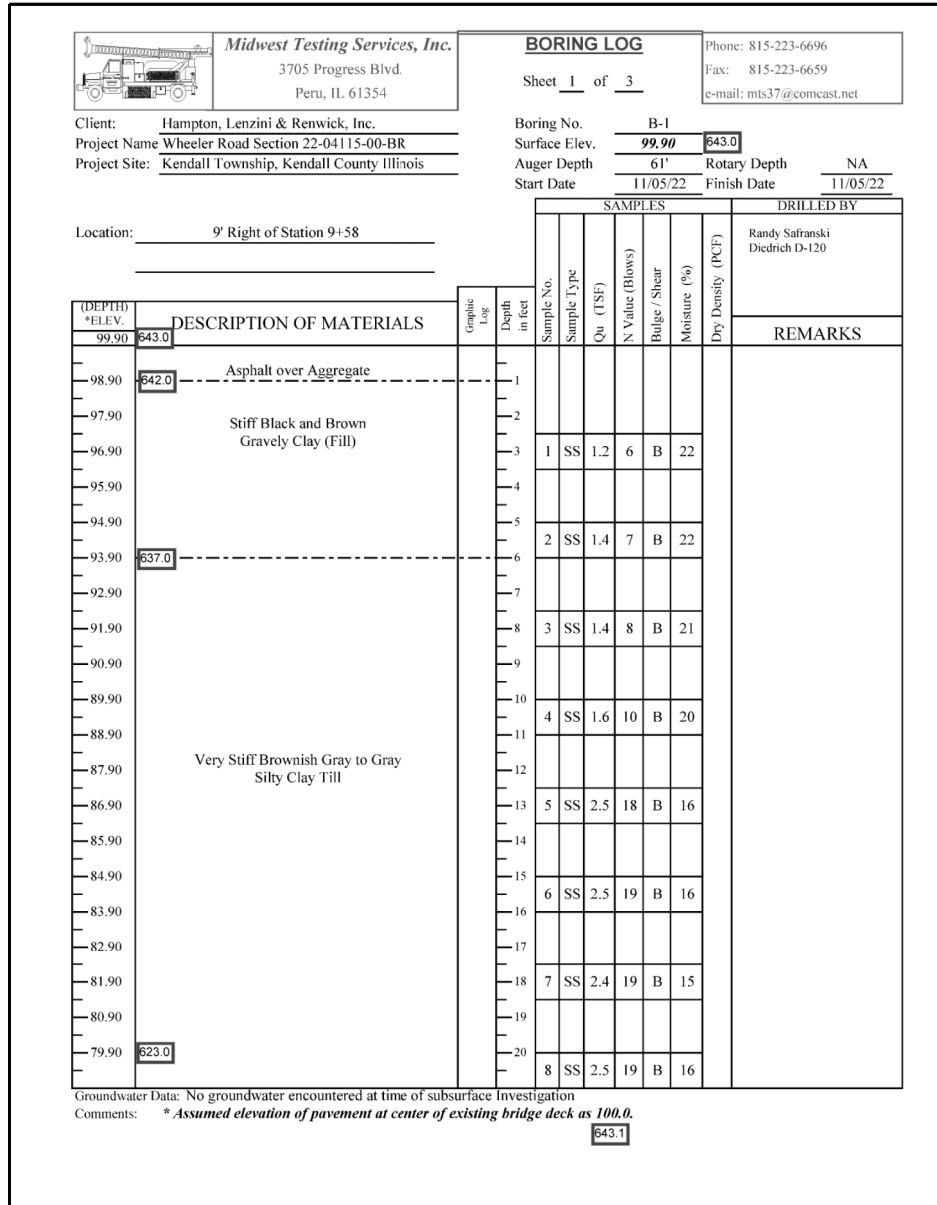 Midwest Testing Services, Inc.
3705 Progress Blvd.
Peru, IL 61354
BORING LOG
Sheet 1 of 3
Phone: 815-223-6696
Fax: 815-223-6659
e-mail: mts37@comcast.net
Client: Hampton, Lenzini & Renwick, Inc.
Project Name Wheeler Road Section 22-04115-00-BR
Project Site: Kendall Township, Kendall County Illinois
Boring No. B-1
Surface Elev. 99.90 643.0
Auger Depth 61' Rotary Depth NA
Start Date 11/05/22 Finish Date 11/05/22
Location: 9' Right of Station 9+58
SAMPLES
DRILLED BY
Randy Safranski
Diedrich D-120
(DEPTH)
*ELEV.
99.90 643.0
DESCRIPTION OF MATERIALS
Graphic
Log
Depth
in feet
Sample No.
Sample Type
Qu (TSF)
N Value (Blows)
Bulge / Shear
Moisture (%)
Dry Density (PCF)
REMARKS
Asphalt over Aggregate
98.90 642.0 1
97.90 2
Stiff Black and Brown
Gravely Clay (Fill)
96.90 3 1 SS 1.2 6 B 22
95.90 4
94.90 5
2 SS 1.4 7 B 22
93.90 637.0 6
92.90 7
91.90 8 3 SS 1.4 8 B 21
90.90 9
89.90 10
4 SS 1.6 10 B 20
88.90 11
Very Stiff Brownish Gray to Gray
Silty Clay Till
87.90 12
86.90 13 5 SS 2.5 18 B 16
85.90 14
84.90 15
6 SS 2.5 19 B 16
83.90 16
82.90 17
81.90 18 7 SS 2.4 19 B 15
80.90 19
79.90 623.0 20
8 SS 2.5 19 B 16
Groundwater Data: No groundwater encountered at time of subsurface Investigation
Comments: * Assumed elevation of pavement at center of existing bridge deck as 100.0.
643.1